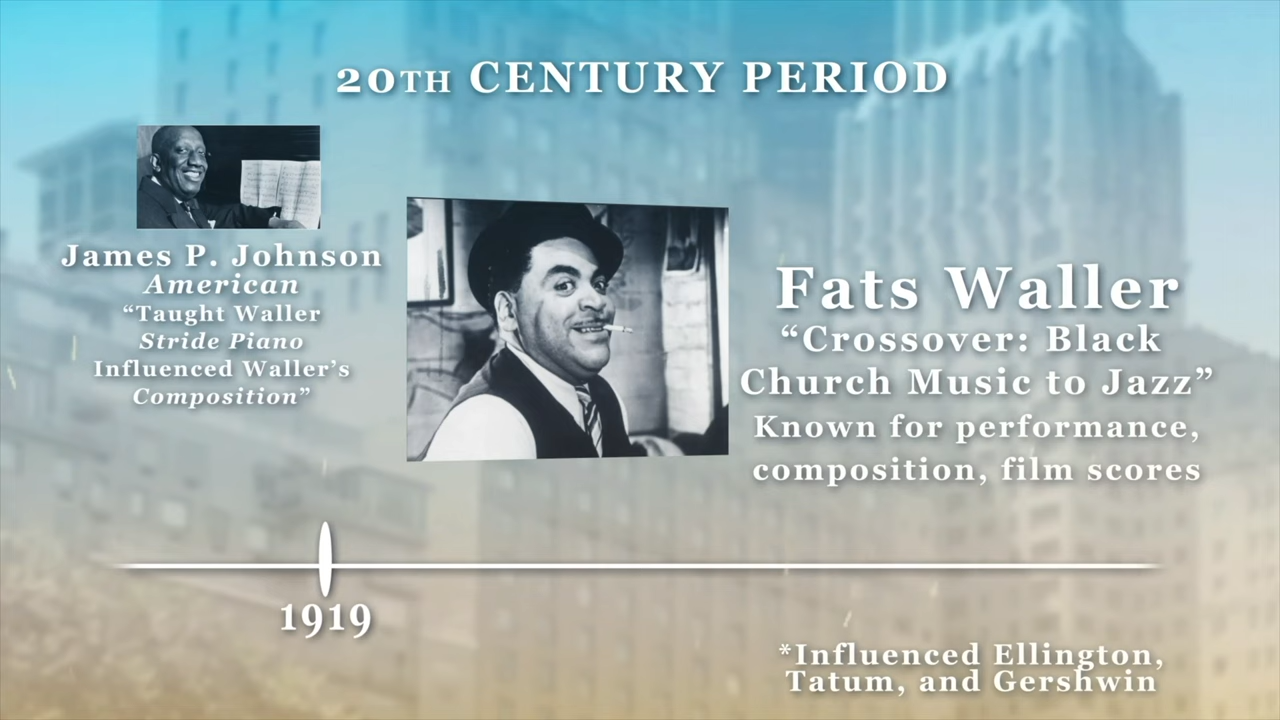 20TH CENTURY PERIOD
James P. Johnson
American
“Taught Waller
Stride Piano
Influenced Waller’s
Composition”
Fats Waller
“Crossover: Black
Church Music to Jazz”
Known for performance,
composition, film scores
1919
*Influenced Ellington,
Tatum, and Gershwin